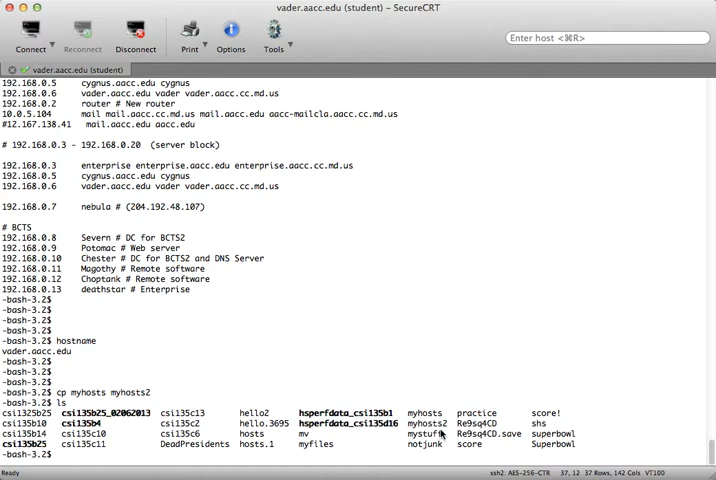 vader.aacc.edu (student) – SecureCRT
Connect Reconnect Disconnect Print Options Tools Enter host <⌘R>
vader.aacc.edu (student)
192.168.0.5 cygnus.aacc.edu cygnus
192.168.0.6 vader.aacc.edu vader vader.aacc.cc.md.us
192.168.0.2 router # New router
10.0.5.104 mail mail.aacc.cc.md.us mail.aacc.edu aacc-mailcla.aacc.cc.md.us
#12.167.138.41 mail.aacc.edu aacc.edu
# 192.168.0.3 - 192.168.0.20 (server block)
192.168.0.3 enterprise enterprise.aacc.edu enterprise.aacc.cc.md.us
192.168.0.5 cygnus.aacc.edu cygnus
192.168.0.6 vader.aacc.edu vader vader.aacc.cc.md.us
192.168.0.7 nebula # (204.192.48.107)
# BCTS
192.168.0.8 Severn # DC for BCTS2
192.168.0.9 Potomac # Web server
192.168.0.10 Chester # DC for BCTS2 and DNS Server
192.168.0.11 Magothy # Remote software
192.168.0.12 Choptank # Remote software
192.168.0.13 deathstar # Enterprise
-bash-3.2$
-bash-3.2$
-bash-3.2$
-bash-3.2$
-bash-3.2$ hostname
vader.aacc.edu
-bash-3.2$
-bash-3.2$
-bash-3.2$
-bash-3.2$ cp myhosts myhosts2
-bash-3.2$ ls
csi1325b25 csi135b25_02062013 csi135c13 hello2 hsperfdata_csi135b1 myhosts practice score!
csi135b10 csi135b4 csi135c2 hello.3695 hsperfdata_csi135d16 myhosts2 Re9sq4CD shs
csi135b14 csi135c10 csi135c6 hosts mv mystuff Re9sq4CD.save superbowl
csi135b25 csi135c11 DeadPresidents hosts.1 myfiles notjunk score Superbowl
-bash-3.2$
Ready ssh2: AES-256-CTR 37, 12 37 Rows, 142 Cols VT100